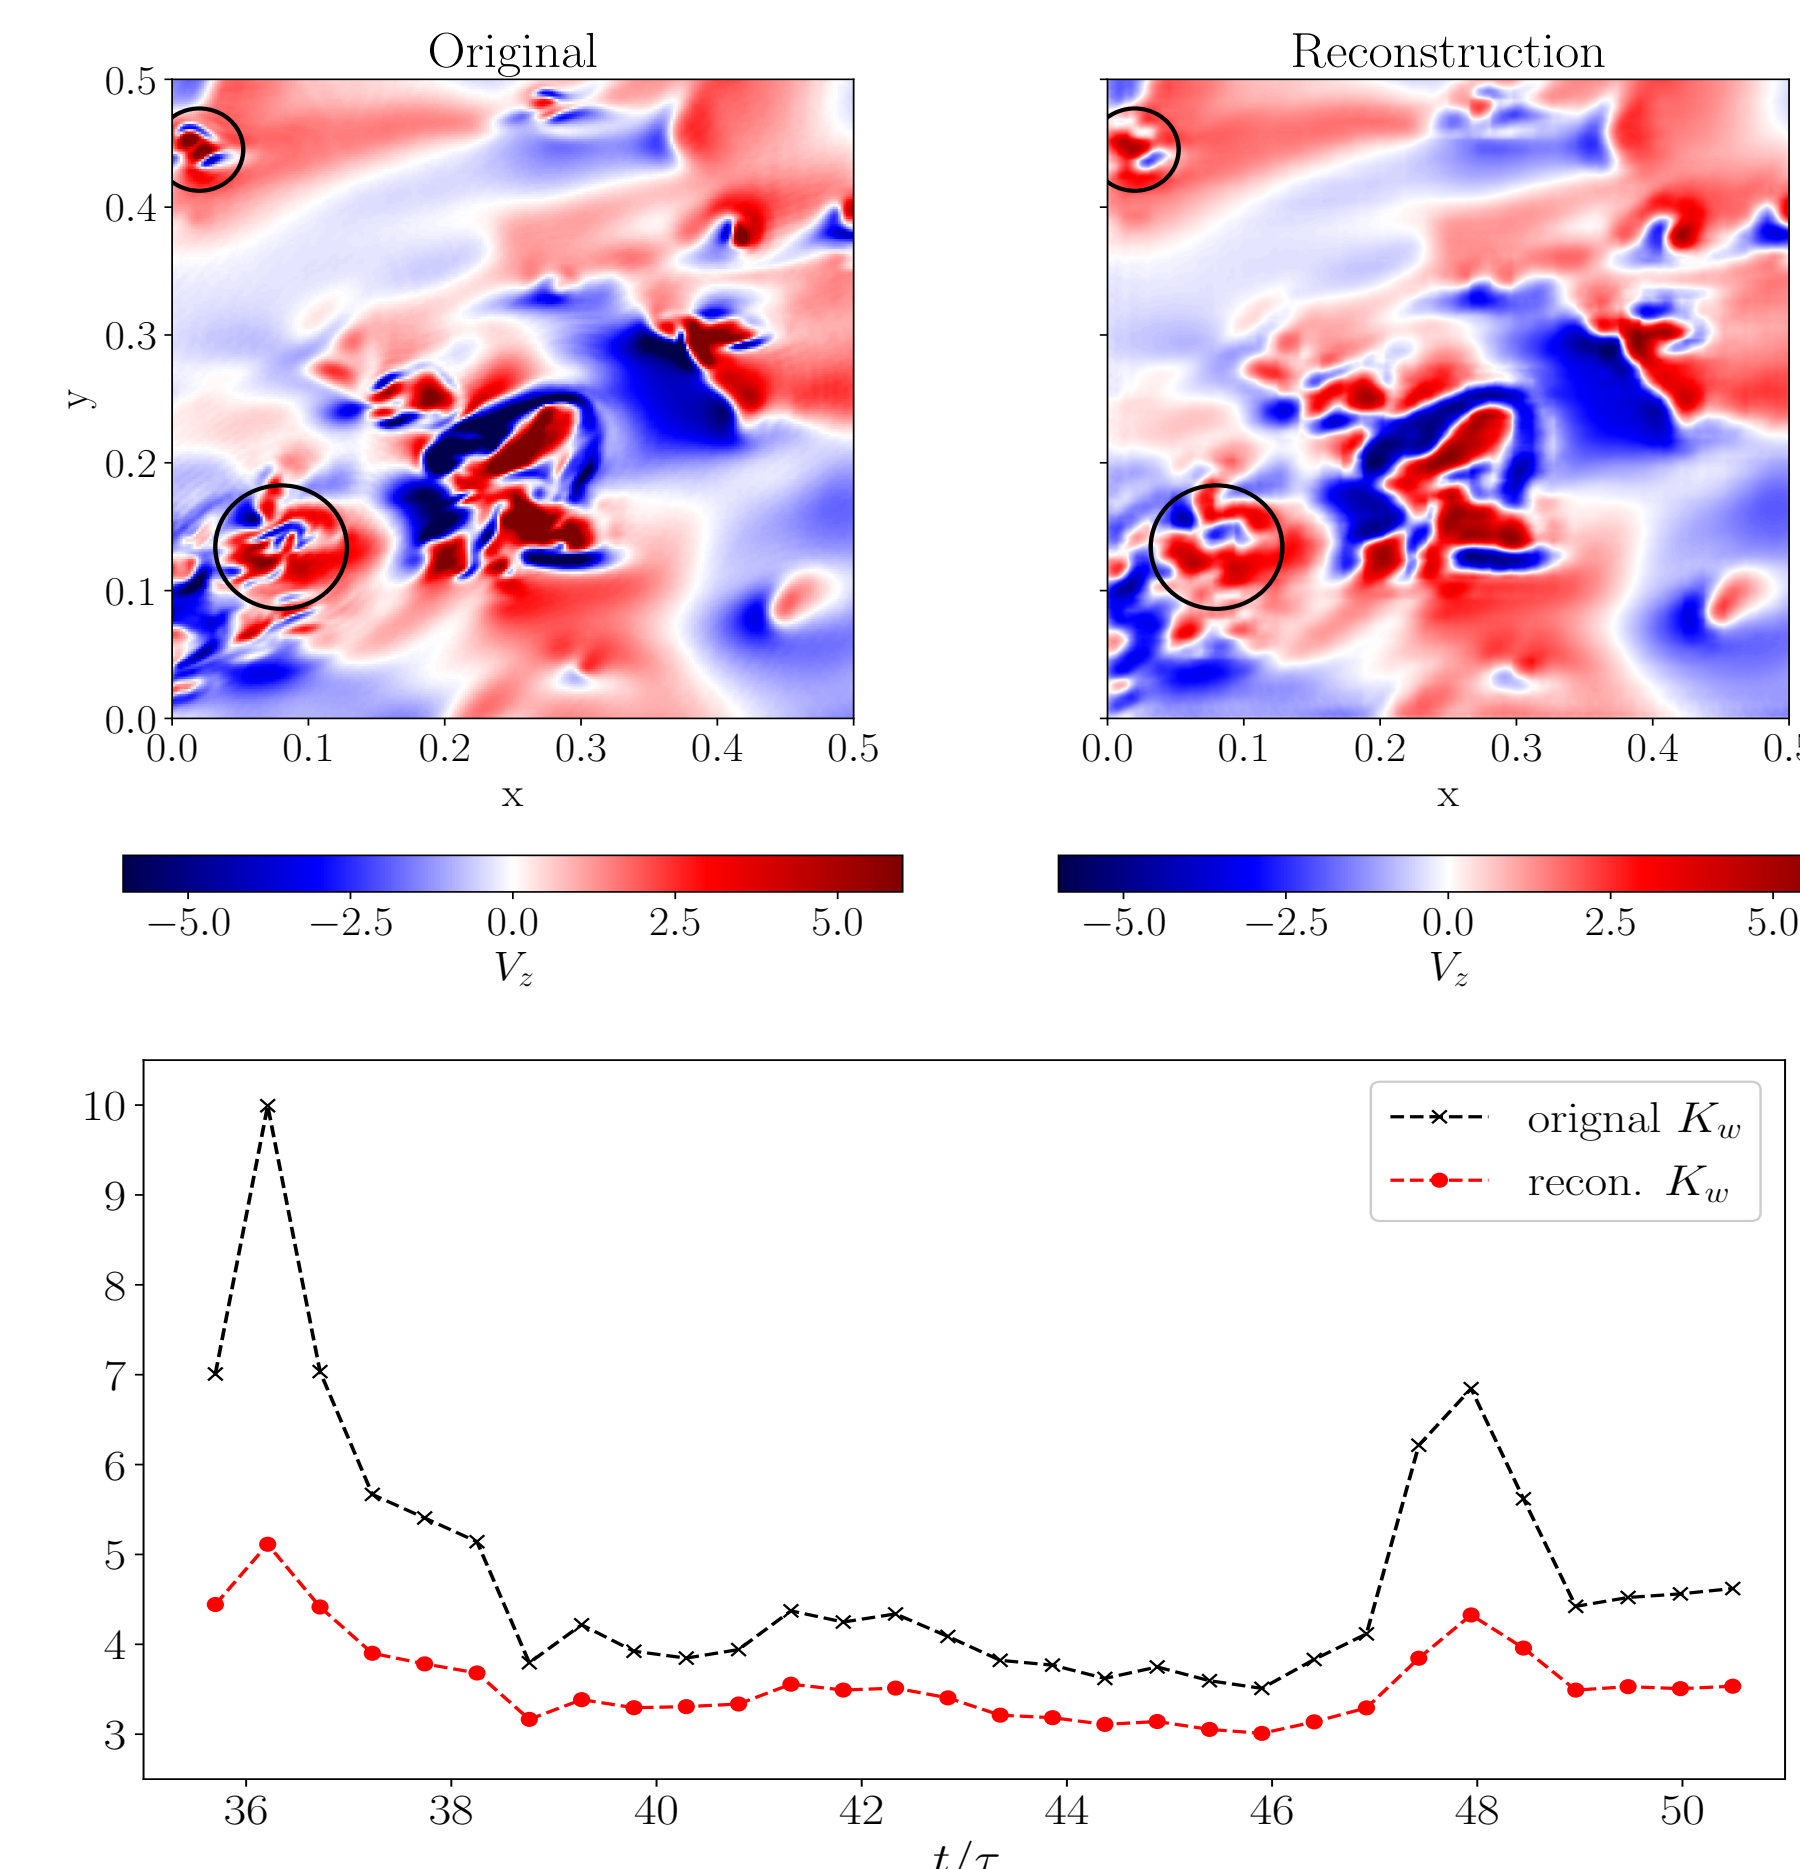 Original Reconstruction
0.5
0.4
0.3
0.2
0.1
0.0
y
0.0 0.1 0.2 0.3 0.4 0.5
x
0.0 0.1 0.2 0.3 0.4
x
−5.0 −2.5 0.0 2.5 5.0
V_z
−5.0 −2.5 0.0 2.5 5.0
V_z
10
9
8
7
6
5
4
3
orignal K_w
recon. K_w
36 38 40 42 44 46 48 50
t/τ